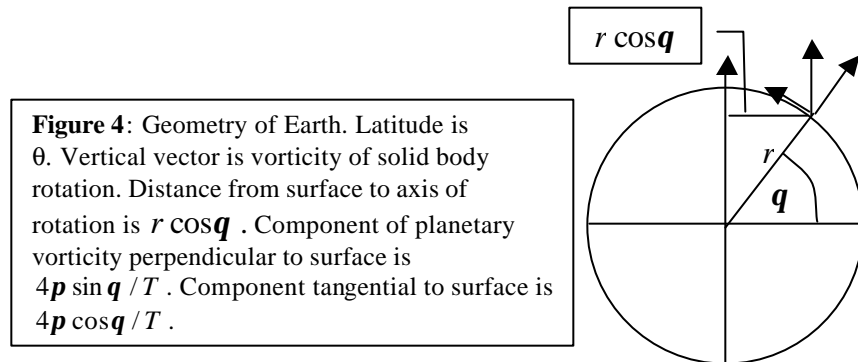 r cosq
Figure 4: Geometry of Earth. Latitude is
θ. Vertical vector is vorticity of solid body
rotation. Distance from surface to axis of
rotation is r cosq . Component of planetary
vorticity perpendicular to surface is
4p sin q / T . Component tangential to surface is
4p cosq / T .
r
q